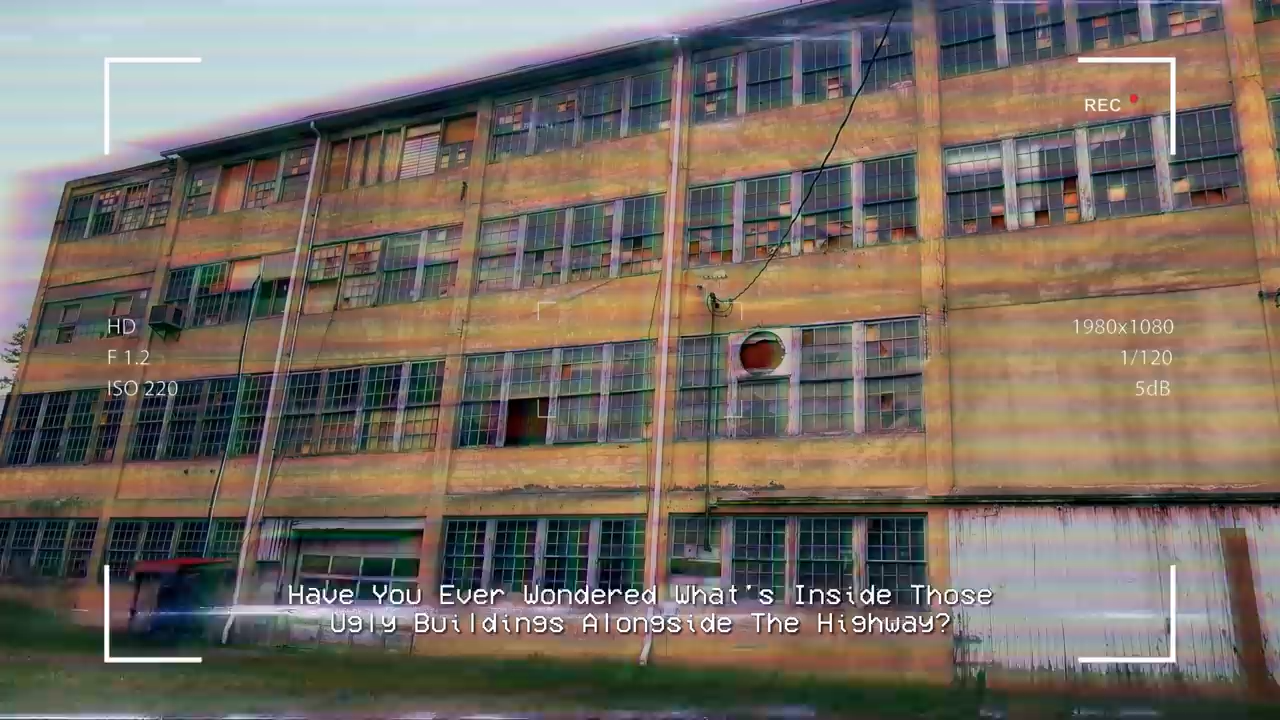 REC
HD
F 1.2
ISO 220
1980x1080
1/120
5dB
Have You Ever Wondered What's Inside Those
Ugly Buildings Alongside The Highway?